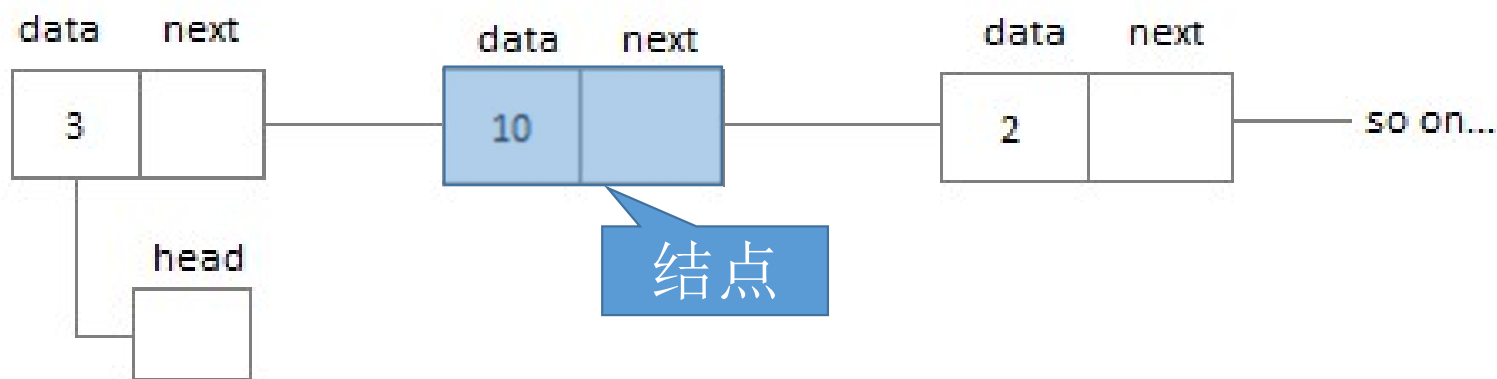 data next
data next
data next
3
10
2
so on...
结点
head